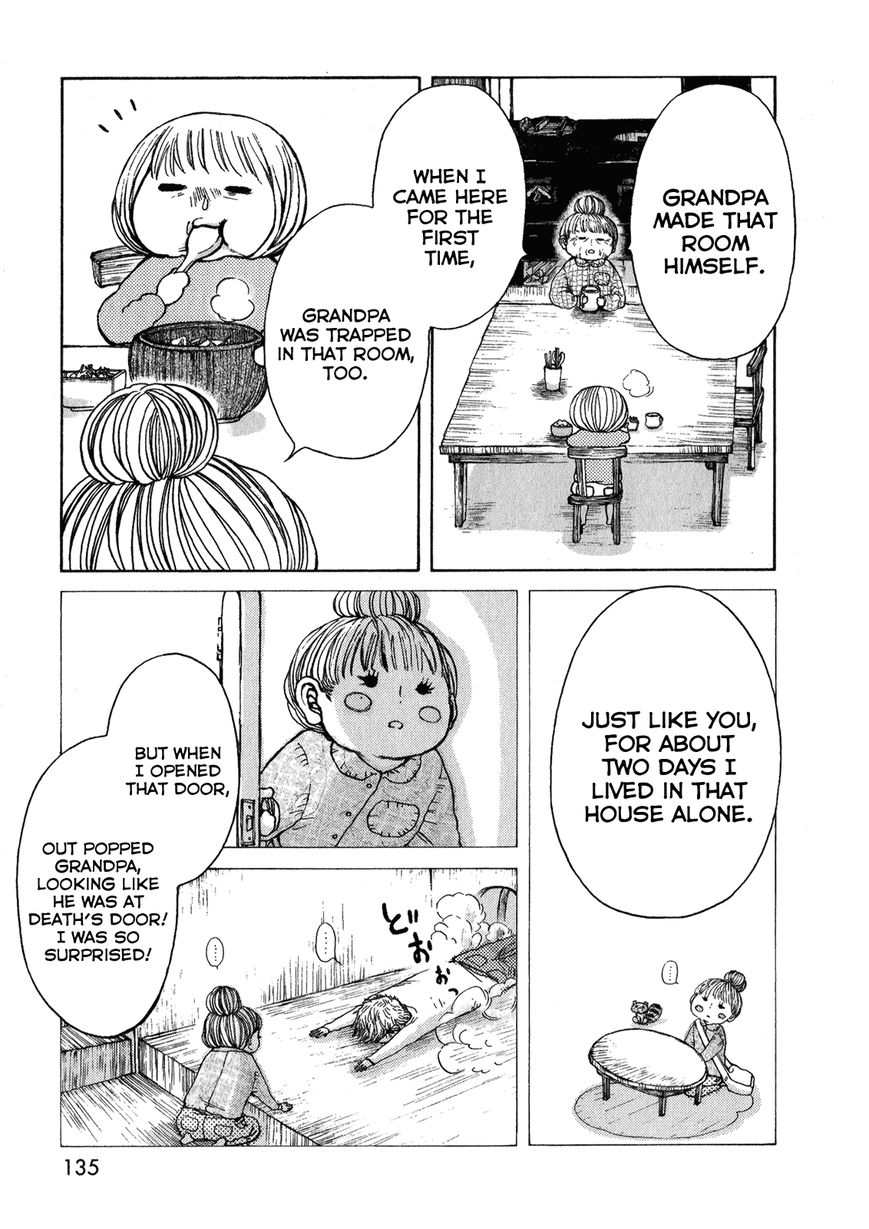 GRANDPA
MADE THAT
ROOM
HIMSELF.
WHEN I
CAME HERE
FOR THE
FIRST
TIME,
GRANDPA
WAS TRAPPED
IN THAT ROOM,
TOO.
JUST LIKE YOU,
FOR ABOUT
TWO DAYS I
LIVED IN THAT
HOUSE ALONE.
……
BUT WHEN
I OPENED
THAT DOOR,
OUT POPPED
GRANDPA,
LOOKING LIKE
HE WAS AT
DEATH'S DOOR!
I WAS SO
SURPRISED!
どおおっ
……
……
135